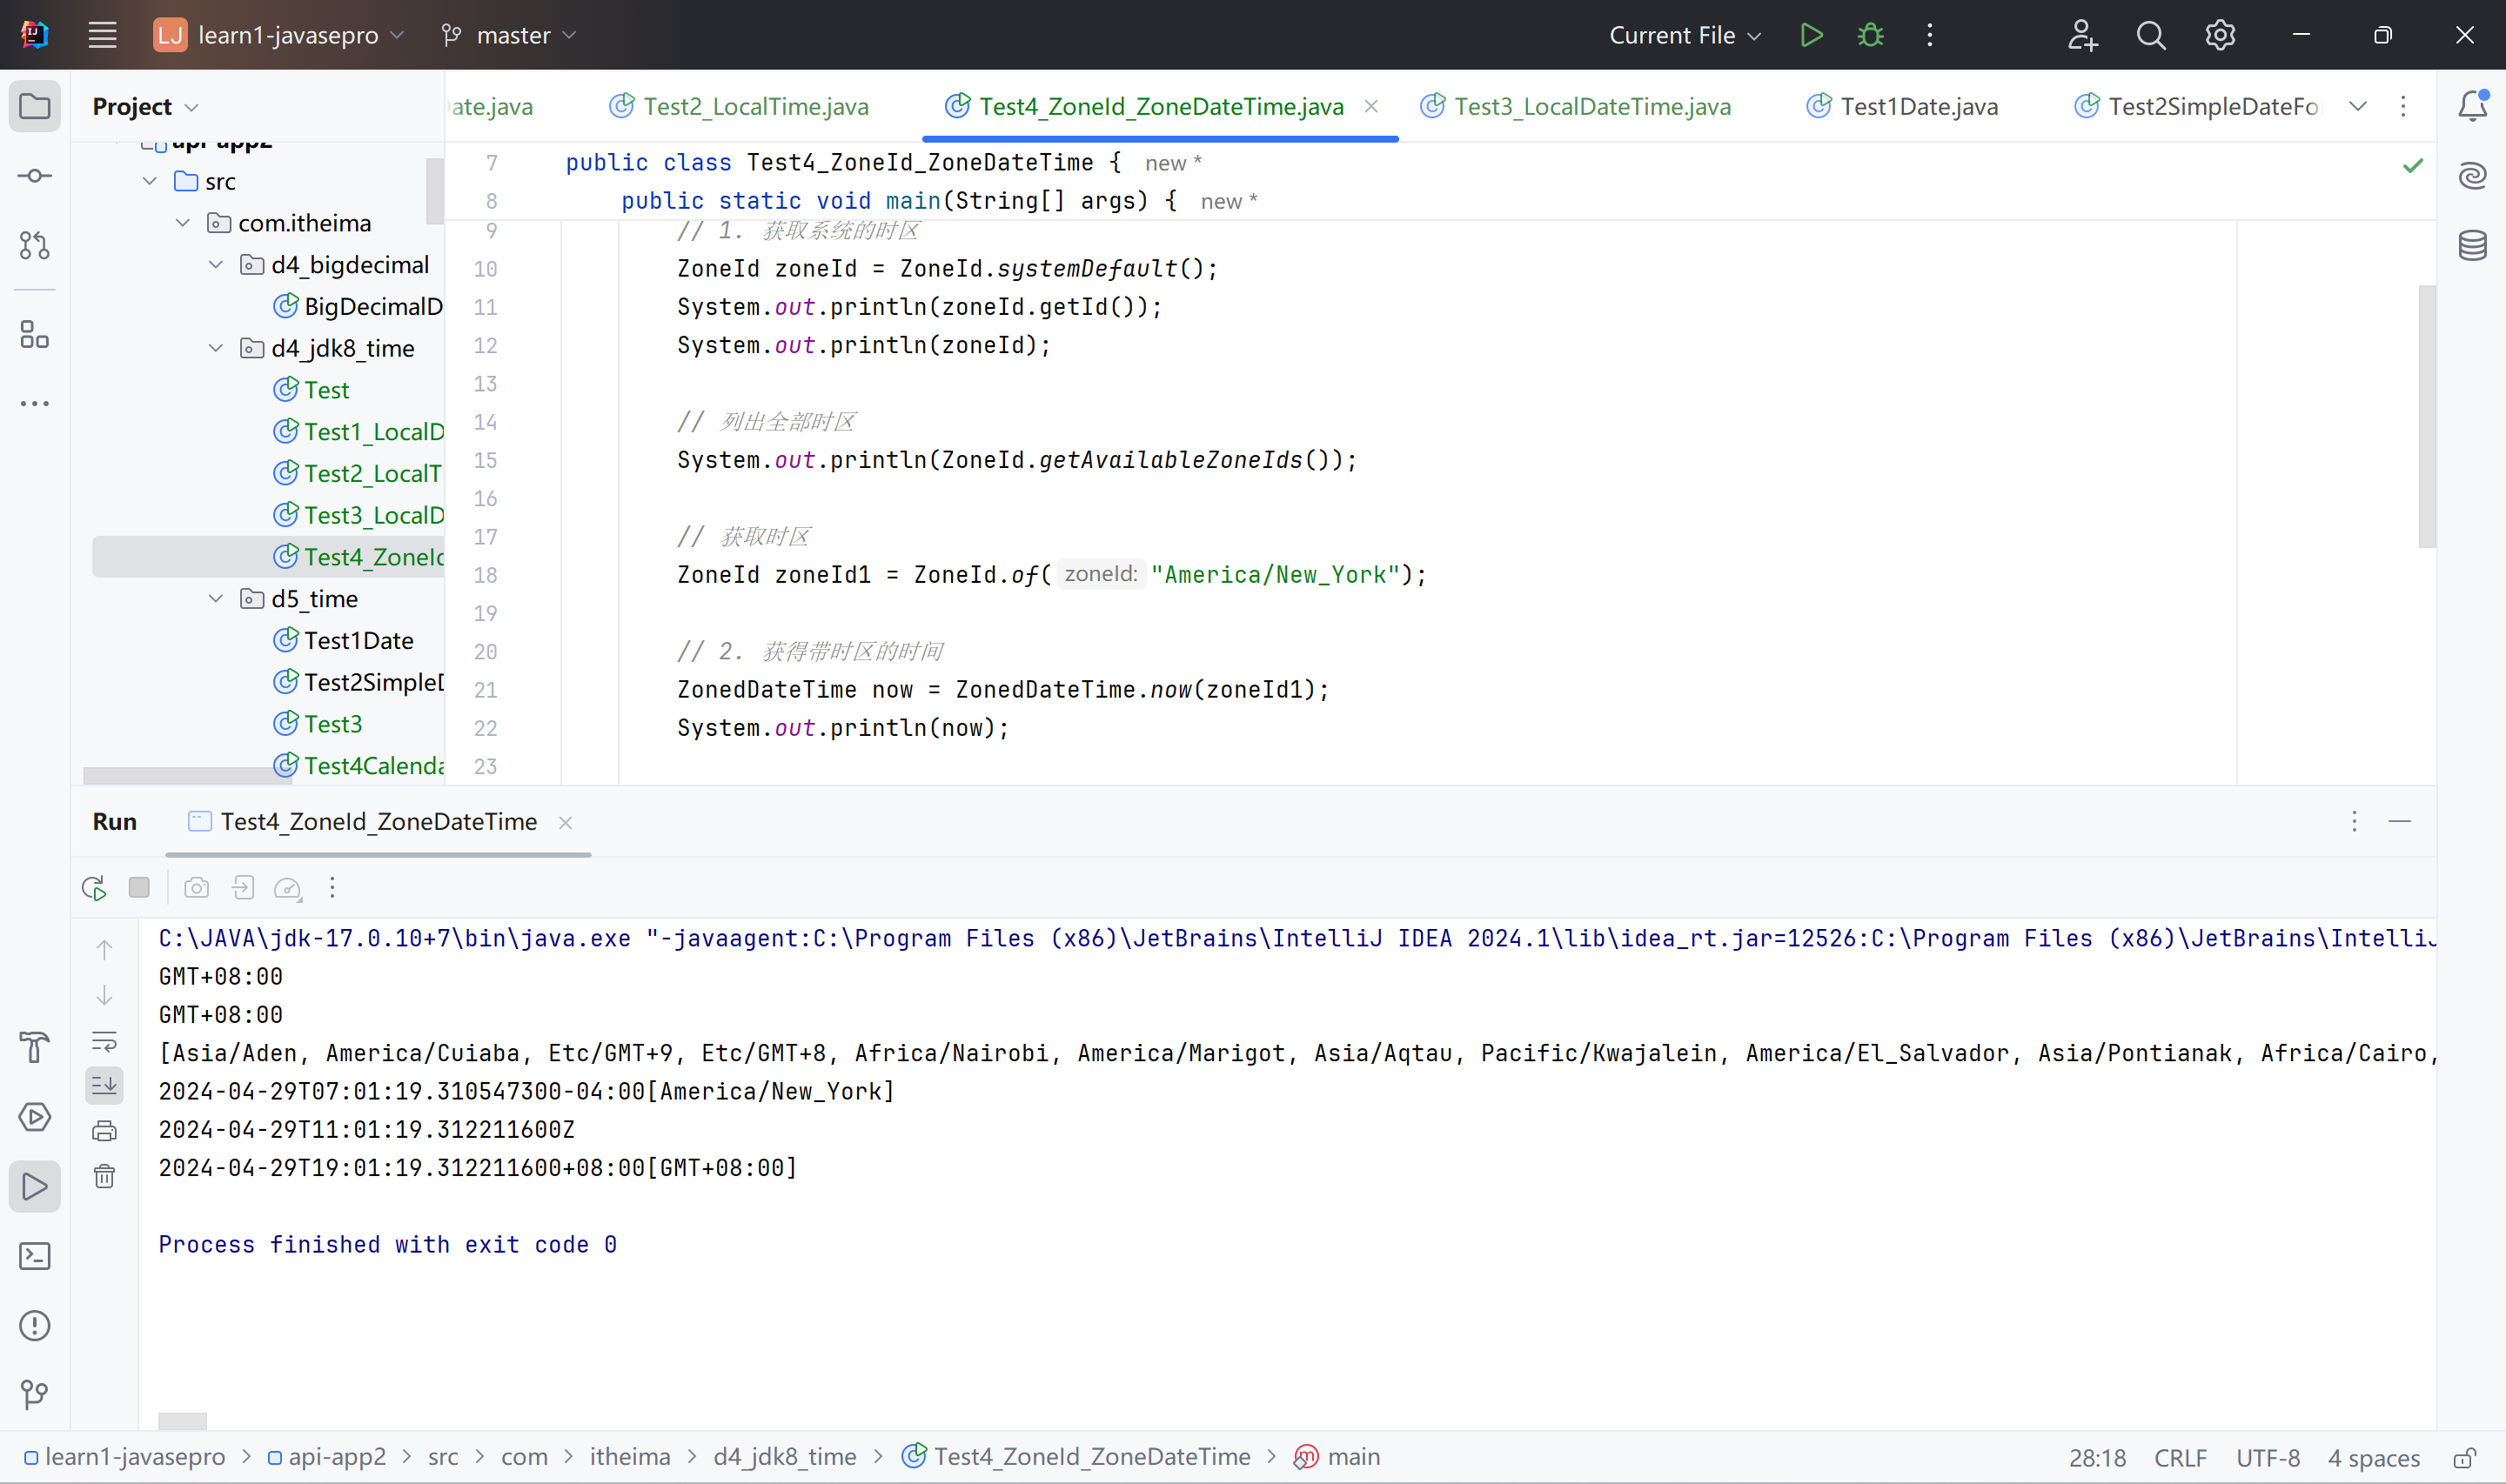 LJ learn1-javasepro master Current File
Project
ate.java Test2_LocalTime.java Test4_ZoneId_ZoneDateTime.java Test3_LocalDateTime.java Test1Date.java Test2SimpleDateFo
api-app2
src
com.itheima
d4_bigdecimal
BigDecimalD
d4_jdk8_time
Test
Test1_LocalD
Test2_LocalT
Test3_LocalD
Test4_ZoneId
d5_time
Test1Date
Test2SimpleD
Test3
Test4Calenda
7 public class Test4_ZoneId_ZoneDateTime { new *
8 public static void main(String[] args) { new *
9 // 1. 获取系统的时区
10 ZoneId zoneId = ZoneId.systemDefault();
11 System.out.println(zoneId.getId());
12 System.out.println(zoneId);
13
14 // 列出全部时区
15 System.out.println(ZoneId.getAvailableZoneIds());
16
17 // 获取时区
18 ZoneId zoneId1 = ZoneId.of( zoneId: "America/New_York");
19
20 // 2. 获得带时区的时间
21 ZonedDateTime now = ZonedDateTime.now(zoneId1);
22 System.out.println(now);
23
Run Test4_ZoneId_ZoneDateTime
C:\JAVA\jdk-17.0.10+7\bin\java.exe "-javaagent:C:\Program Files (x86)\JetBrains\IntelliJ IDEA 2024.1\lib\idea_rt.jar=12526:C:\Program Files (x86)\JetBrains\IntelliJ
GMT+08:00
GMT+08:00
[Asia/Aden, America/Cuiaba, Etc/GMT+9, Etc/GMT+8, Africa/Nairobi, America/Marigot, Asia/Aqtau, Pacific/Kwajalein, America/El_Salvador, Asia/Pontianak, Africa/Cairo,
2024-04-29T07:01:19.310547300-04:00[America/New_York]
2024-04-29T11:01:19.312211600Z
2024-04-29T19:01:19.312211600+08:00[GMT+08:00]
Process finished with exit code 0
learn1-javasepro > api-app2 > src > com > itheima > d4_jdk8_time > Test4_ZoneId_ZoneDateTime > main 28:18 CRLF UTF-8 4 spaces